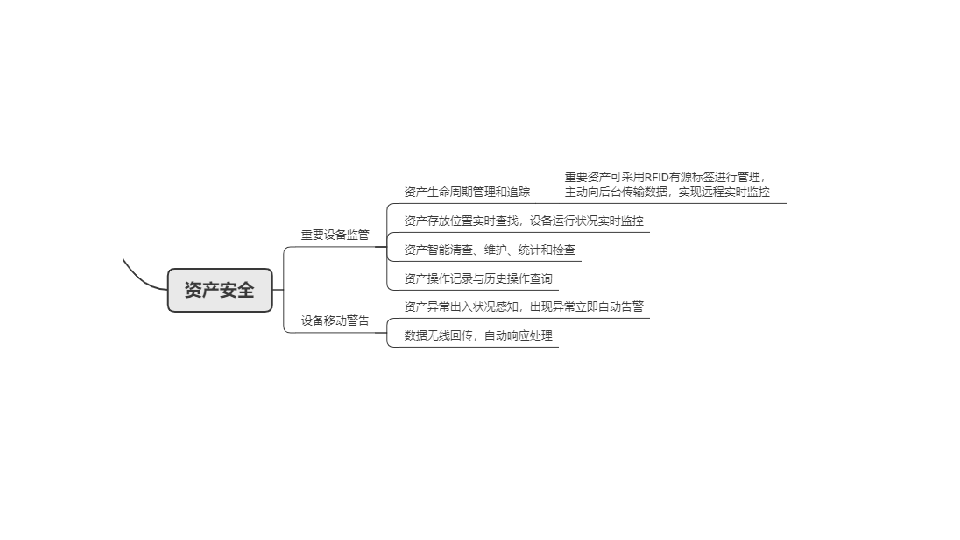 重要资产可采用RFID有源标签进行管理，
主动向后台传输数据，实现远程实时监控
资产生命周期管理和追踪
资产存放位置实时查找，设备运行状况实时监控
重要设备监管
资产智能清查、维护、统计和检查
资产操作记录与历史操作查询
资产安全
资产异常出入状况感知，出现异常立即自动告警
设备移动警告
数据无线回传，自动响应处理